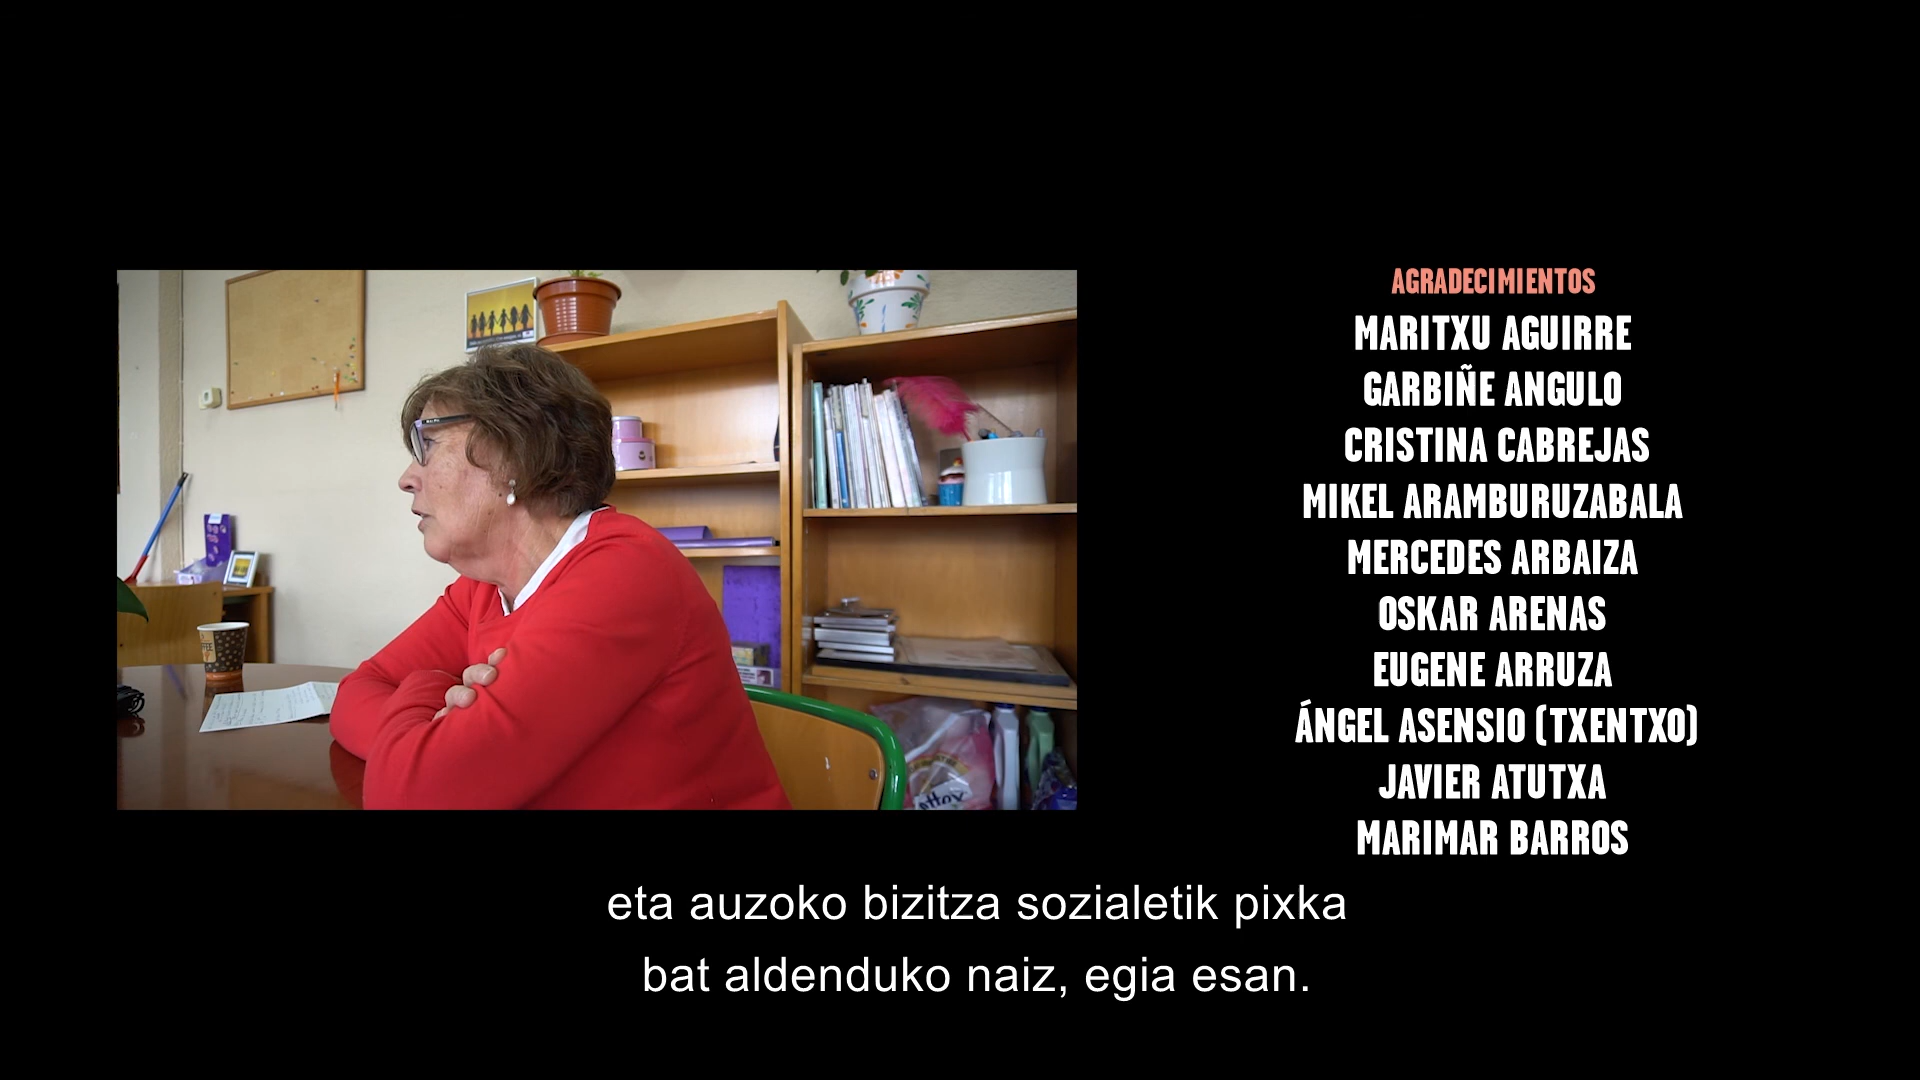 AGRADECIMIENTOS
MARITXU AGUIRRE
GARBIÑE ANGULO
CRISTINA CABREJAS
MIKEL ARAMBURUZABALA
MERCEDES ARBAIZA
OSKAR ARENAS
EUGENE ARRUZA
ÁNGEL ASENSIO (TXENTXO)
JAVIER ATUTXA
MARIMAR BARROS
eta auzoko bizitza sozialetik pixka
bat aldenduko naiz, egia esan.